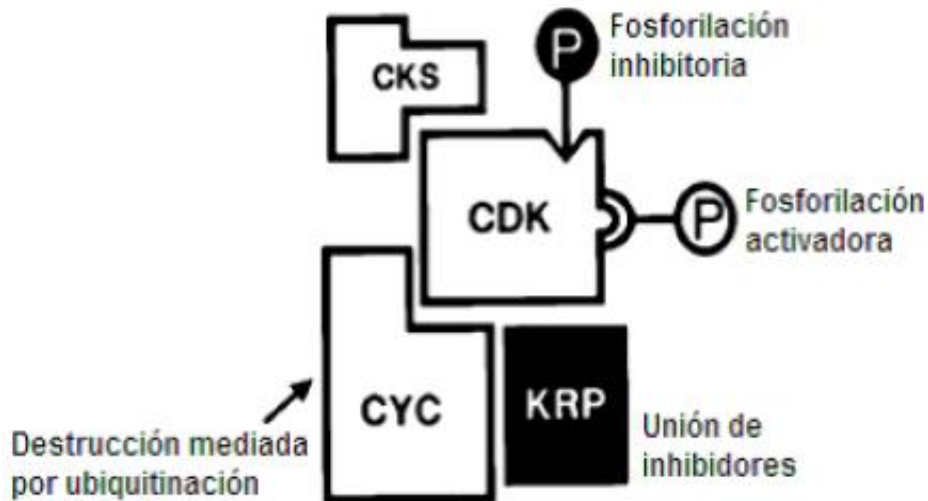 CKS
P
Fosforilación
inhibitoria
CDK
P
Fosforilación
activadora
CYC
KRP
Destrucción mediada
por ubiquitinación
Unión de
inhibidores